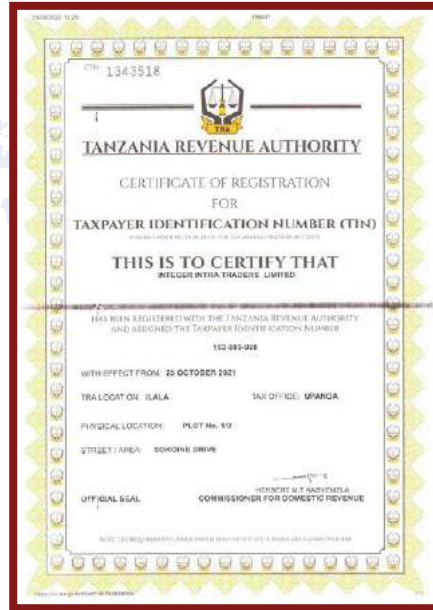 CTN: 1343518
TRA
TANZANIA REVENUE AUTHORITY
CERTIFICATE OF REGISTRATION
FOR
TAXPAYER IDENTIFICATION NUMBER (TIN)
THIS IS TO CERTIFY THAT
INTEGER INTRA TRADERS LIMITED
HAS BEEN REGISTERED WITH THE TANZANIA REVENUE AUTHORITY
AND ASSIGNED THE TAXPAYER IDENTIFICATION NUMBER
WITH EFFECT FROM: 25 OCTOBER 2021
TRA LOCATION: ILALA TAX OFFICE: UPANGA
PHYSICAL LOCATION: PLOT No.
STREET / AREA: SOKOINE DRIVE
HERBERT M.T
OFFICIAL SEAL COMMISSIONER FOR DOMESTIC REVENUE